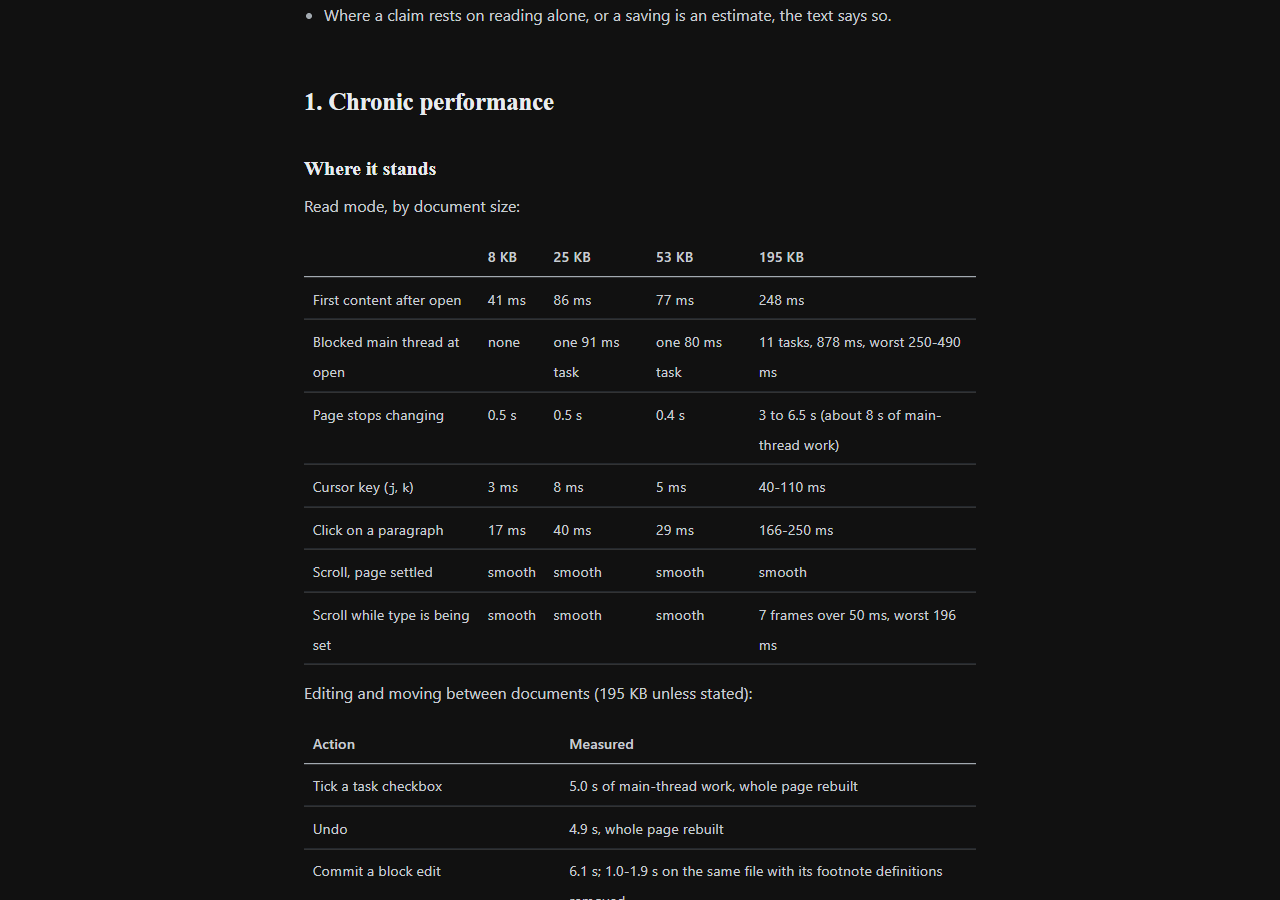 Where a claim rests on reading alone, or a saving is an estimate, the text says so.
1. Chronic performance
Where it stands
Read mode, by document size:
8 KB 25 KB 53 KB 195 KB
First content after open 41 ms 86 ms 77 ms 248 ms
Blocked main thread at none one 91 ms one 80 ms 11 tasks, 878 ms, worst 250-490
open task task ms
Page stops changing 0.5 s 0.5 s 0.4 s 3 to 6.5 s (about 8 s of main-
thread work)
Cursor key (j, k) 3 ms 8 ms 5 ms 40-110 ms
Click on a paragraph 17 ms 40 ms 29 ms 166-250 ms
Scroll, page settled smooth smooth smooth smooth
Scroll while type is being smooth smooth smooth 7 frames over 50 ms, worst 196
set ms
Editing and moving between documents (195 KB unless stated):
Action Measured
Tick a task checkbox 5.0 s of main-thread work, whole page rebuilt
Undo 4.9 s, whole page rebuilt
Commit a block edit 6.1 s; 1.0-1.9 s on the same file with its footnote definitions